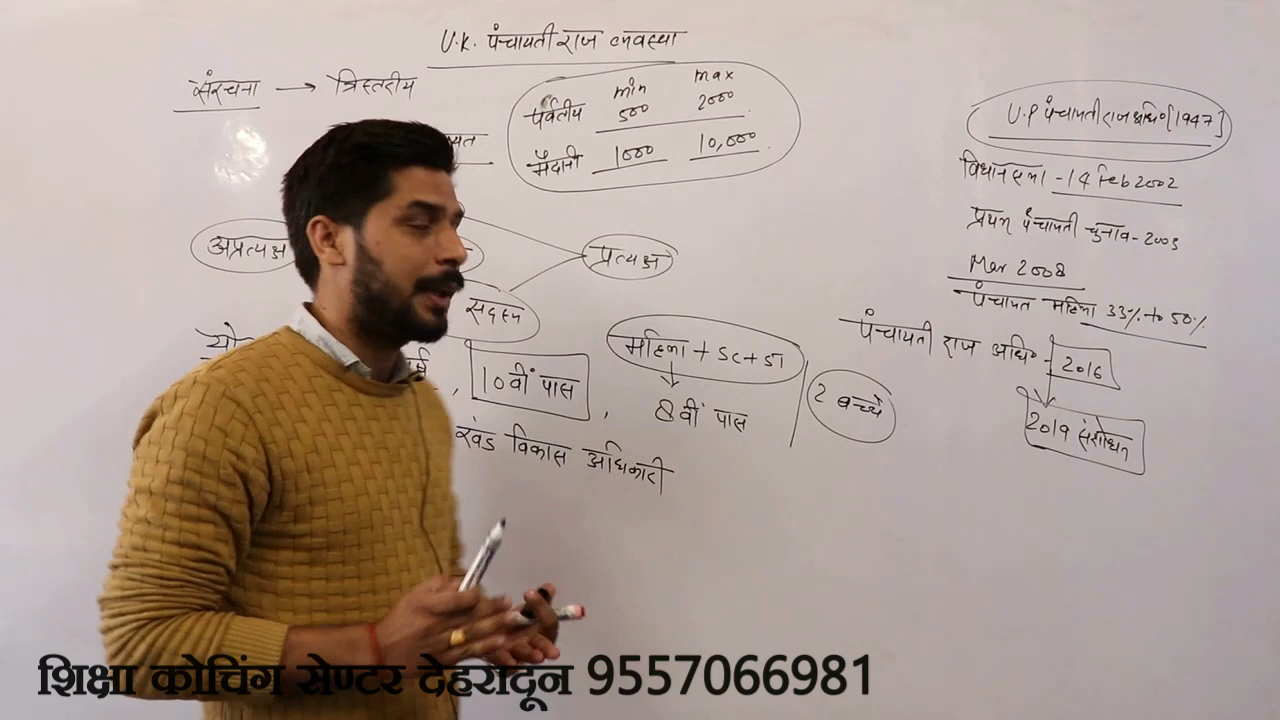 U.K. पंचायती राज व्यवस्था
संरचना → त्रिस्तरीय
min max
पर्वतीय 500 2000
मैदानी 1000 10,000
अप्रत्यक्ष
प्रत्यक्ष
सदस्य
10वीं पास
महिला + SC + ST
8वीं पास
2 बच्चे
खंड विकास अधिकारी
U.P पंचायती राज अधि० [1947]
विधानसभा - 14 Feb 2002
प्रथम पंचायती चुनाव - 2003
Mar 2008
पंचायत महिला 33% to 50%
पंचायती राज अधि० - 2016
2019 संशोधन
शिक्षा कोचिंग सेण्टर देहरादून 9557066981